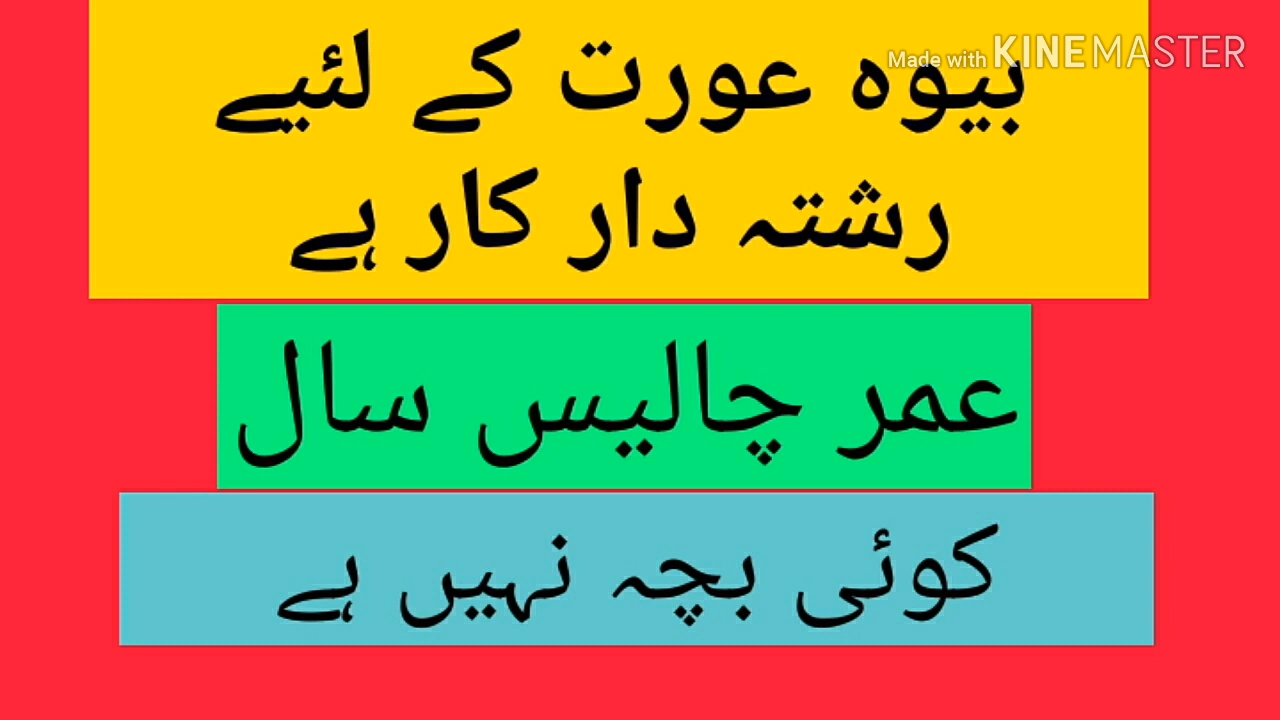 Made with KINEMASTER
بیوہ عورت کے لئیے
رشتہ دار کار ہے
عمر چالیس سال
کوئی بچہ نہیں ہے